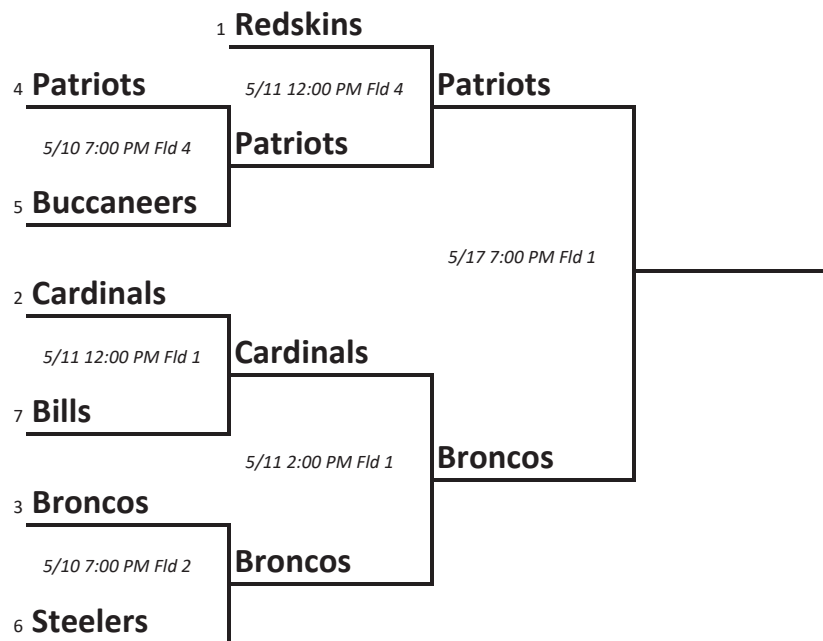 1 Redskins
4 Patriots
5/11 12:00 PM Fld 4
Patriots
5/10 7:00 PM Fld 4
Patriots
5 Buccaneers
5/17 7:00 PM Fld 1
2 Cardinals
5/11 12:00 PM Fld 1
Cardinals
7 Bills
5/11 2:00 PM Fld 1
Broncos
3 Broncos
5/10 7:00 PM Fld 2
Broncos
6 Steelers